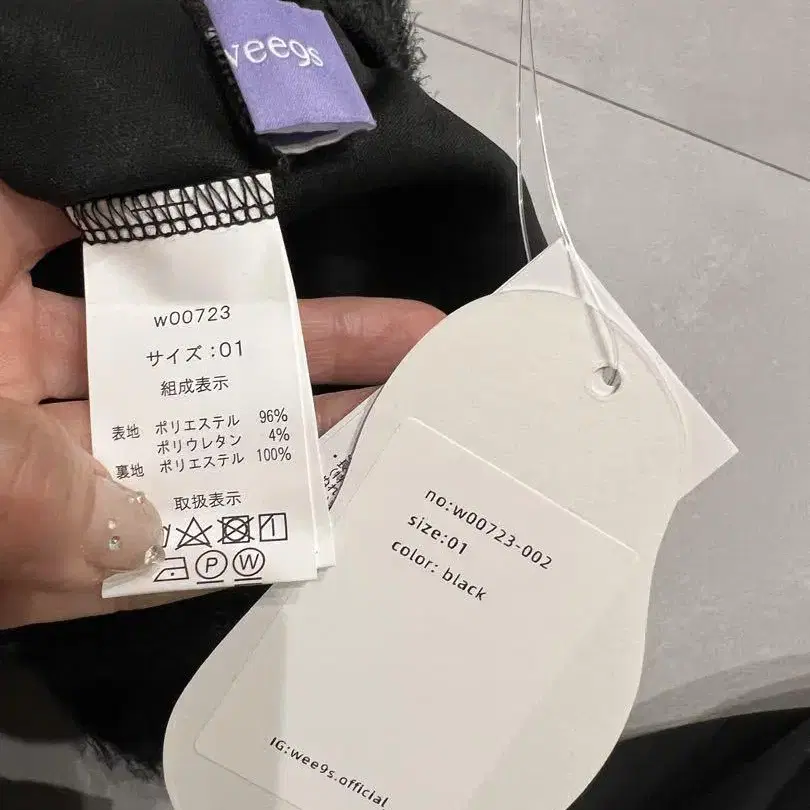 wee9s
w00723
サイズ:01
組成表示
表地 ポリエステル 96%
ポリウレタン 4%
裏地 ポリエステル 100%
取扱表示
P W
no:w00723-002
size:01
color: black
IG:wee9s.official